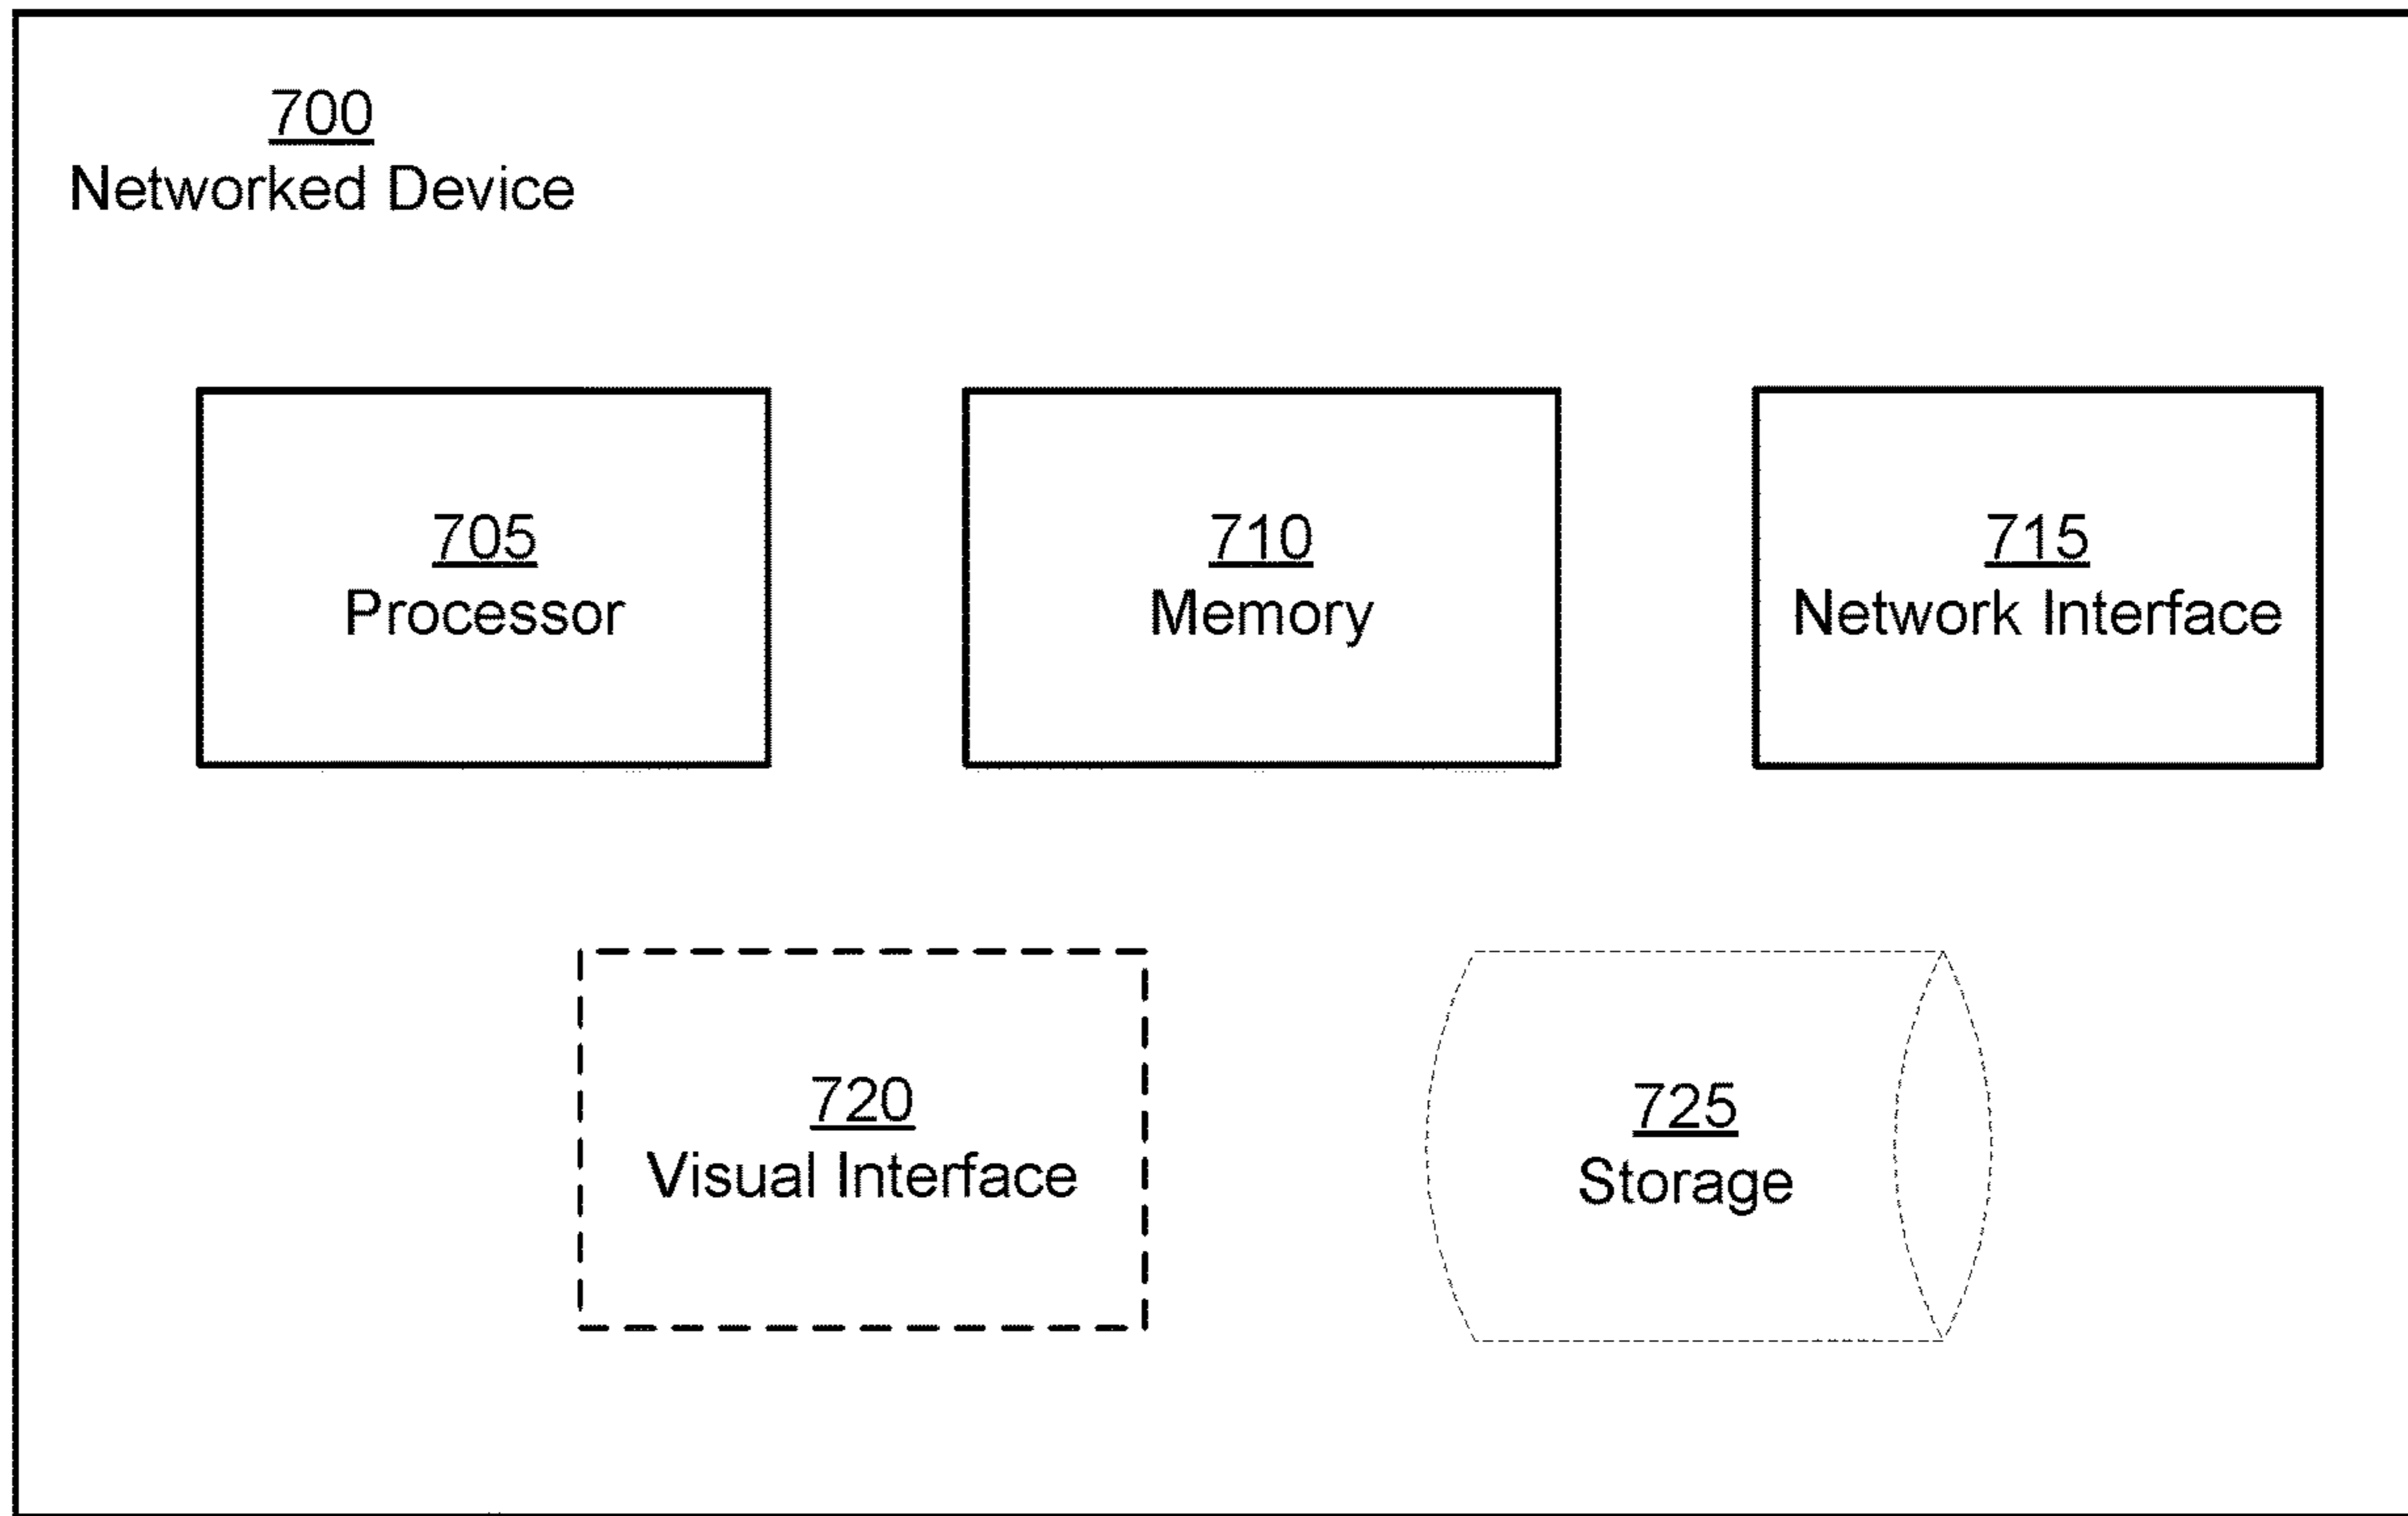 700
Networked Device
705
Processor
710
Memory
715
Network Interface
720
Visual Interface
725
Storage